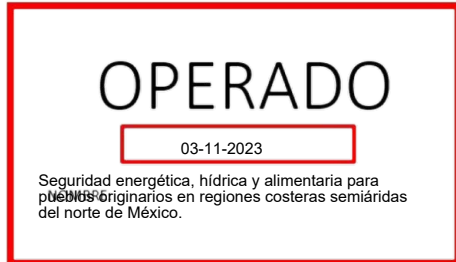 OPERADO
03-11-2023
Seguridad energética, hídrica y alimentaria para
pueblos originarios en regiones costeras semiáridas
del norte de México.
NOMBRE